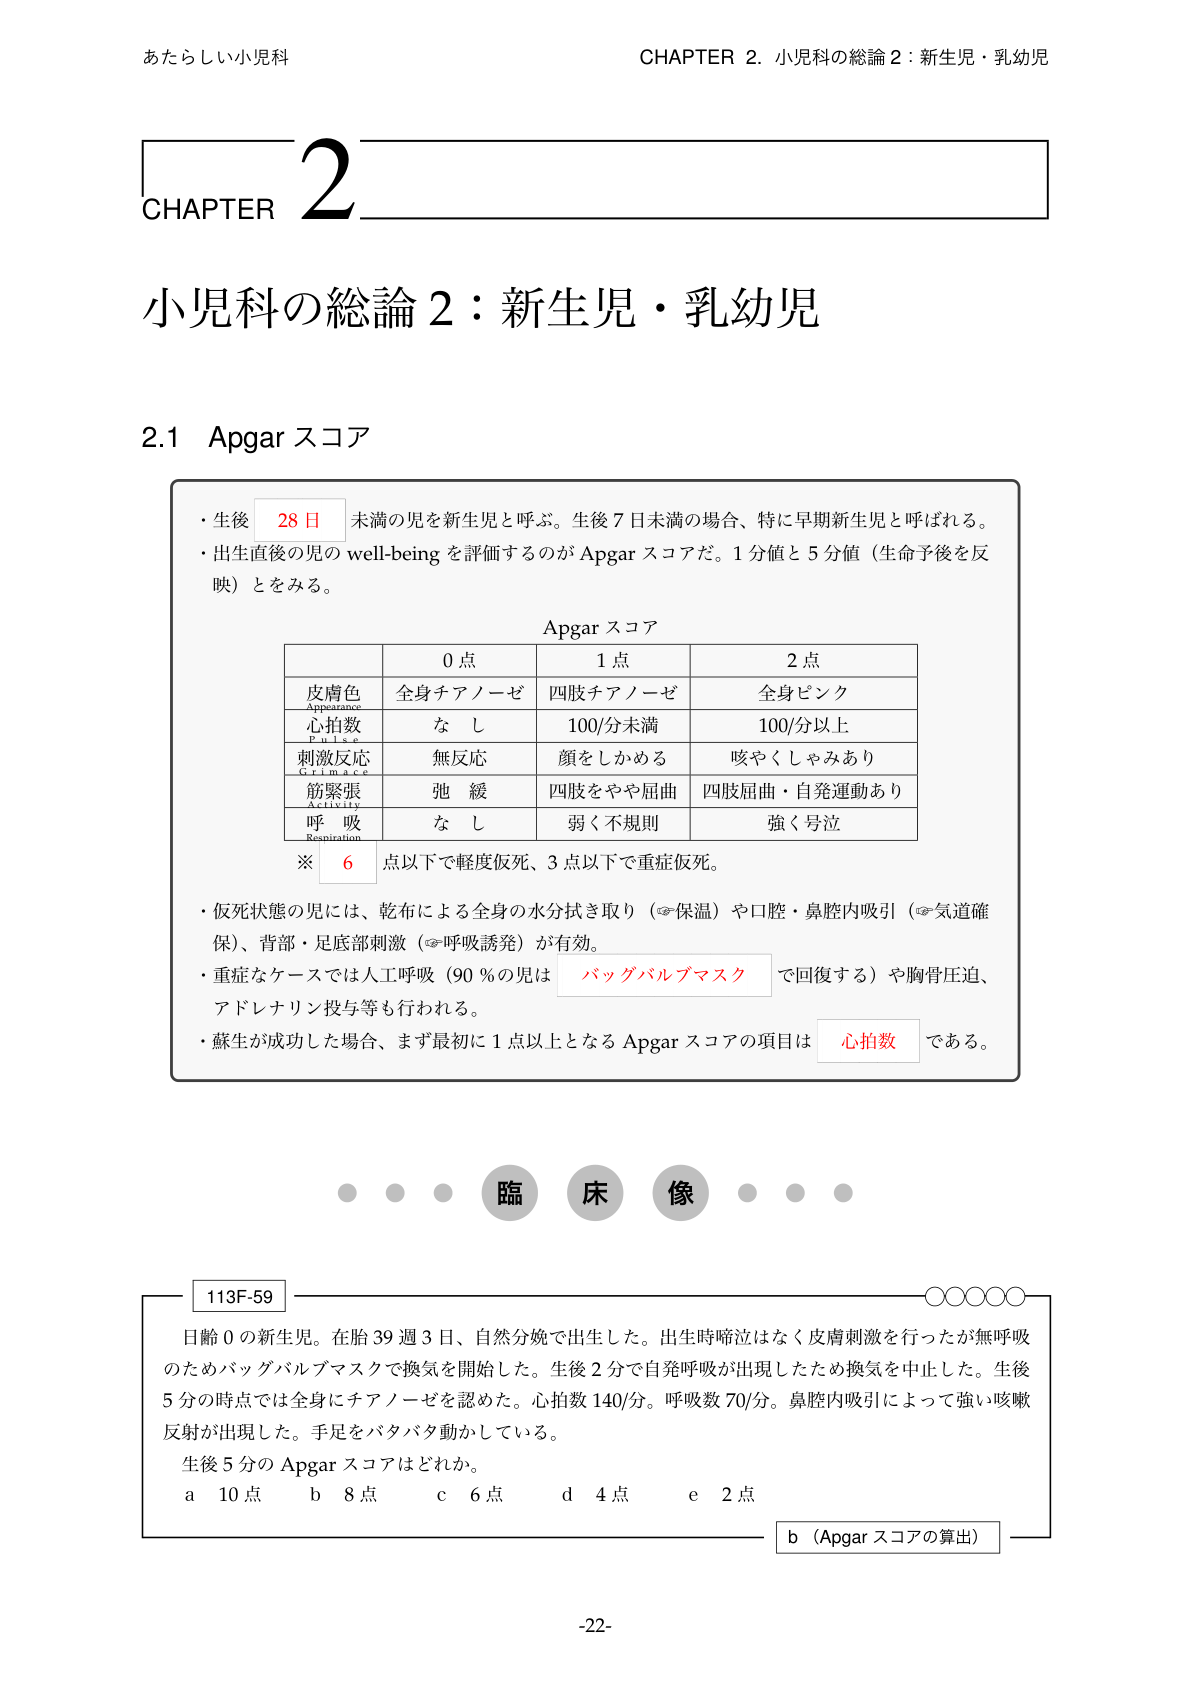 あたらしい小児科 CHAPTER 2. 小児科の総論 2：新生児・乳幼児
CHAPTER 2
小児科の総論 2：新生児・乳幼児
2.1 Apgar スコア
・生後 28 日 未満の児を新生児と呼ぶ。生後 7 日未満の場合、特に早期新生児と呼ばれる。
・出生直後の児の well-being を評価するのが Apgar スコアだ。1 分値と 5 分値（生命予後を反
映）とをみる。
Apgar スコア
0 点 1 点 2 点
皮膚色 Appearance 全身チアノーゼ 四肢チアノーゼ 全身ピンク
心拍数 Pulse な し 100/分未満 100/分以上
刺激反応 Grimace 無反応 顔をしかめる 咳やくしゃみあり
筋緊張 Activity 弛 緩 四肢をやや屈曲 四肢屈曲・自発運動あり
呼 吸 Respiration な し 弱く不規則 強く号泣
※ 6 点以下で軽度仮死、3 点以下で重症仮死。
・仮死状態の児には、乾布による全身の水分拭き取り（☞保温）や口腔・鼻腔内吸引（☞気道確
保）、背部・足底部刺激（☞呼吸誘発）が有効。
・重症なケースでは人工呼吸（90 %の児は バッグバルブマスク で回復する）や胸骨圧迫、
アドレナリン投与等も行われる。
・蘇生が成功した場合、まず最初に 1 点以上となる Apgar スコアの項目は 心拍数 である。
臨 床 像
113F-59 ○○○○○
日齢 0 の新生児。在胎 39 週 3 日、自然分娩で出生した。出生時啼泣はなく皮膚刺激を行ったが無呼吸
のためバッグバルブマスクで換気を開始した。生後 2 分で自発呼吸が出現したため換気を中止した。生後
5 分の時点では全身にチアノーゼを認めた。心拍数 140/分。呼吸数 70/分。鼻腔内吸引によって強い咳嗽
反射が出現した。手足をバタバタ動かしている。
生後 5 分の Apgar スコアはどれか。
a 10 点 b 8 点 c 6 点 d 4 点 e 2 点
b （Apgar スコアの算出）
-22-